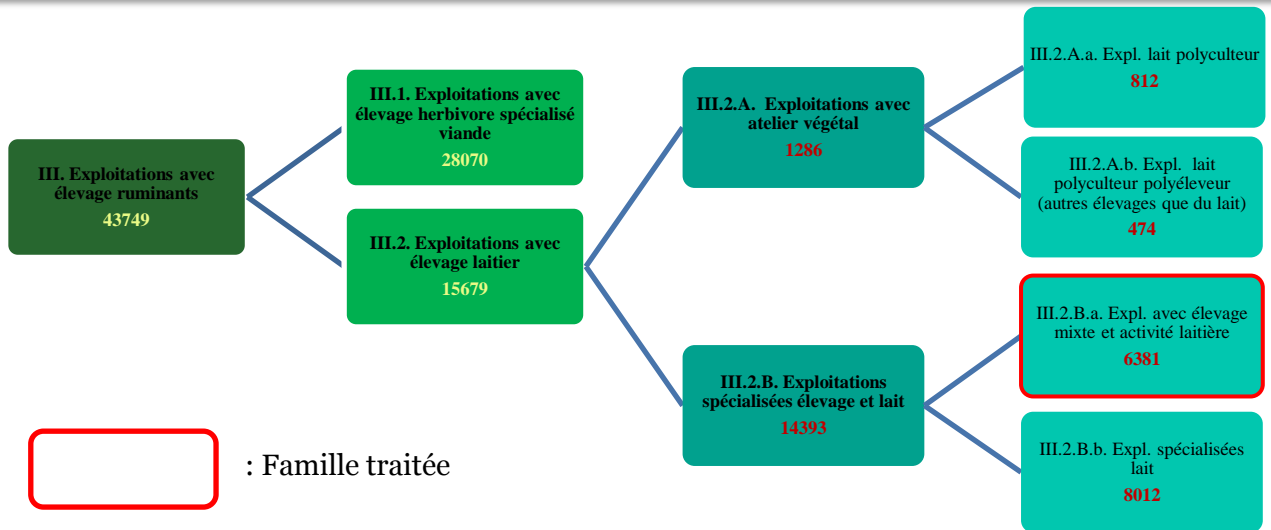 III. Exploitations avec
élevage ruminants
43749
III.1. Exploitations avec
élevage herbivore spécialisé
viande
28070
III.2. Exploitations avec
élevage laitier
15679
III.2.A. Exploitations avec
atelier végétal
1286
III.2.B. Exploitations
spécialisées élevage et lait
14393
III.2.A.a. Expl. lait polyculteur
812
III.2.A.b. Expl. lait
polyculteur polyéleveur
(autres élevages que du lait)
474
III.2.B.a. Expl. avec élevage
mixte et activité laitière
6381
III.2.B.b. Expl. spécialisées
lait
8012
: Famille traitée